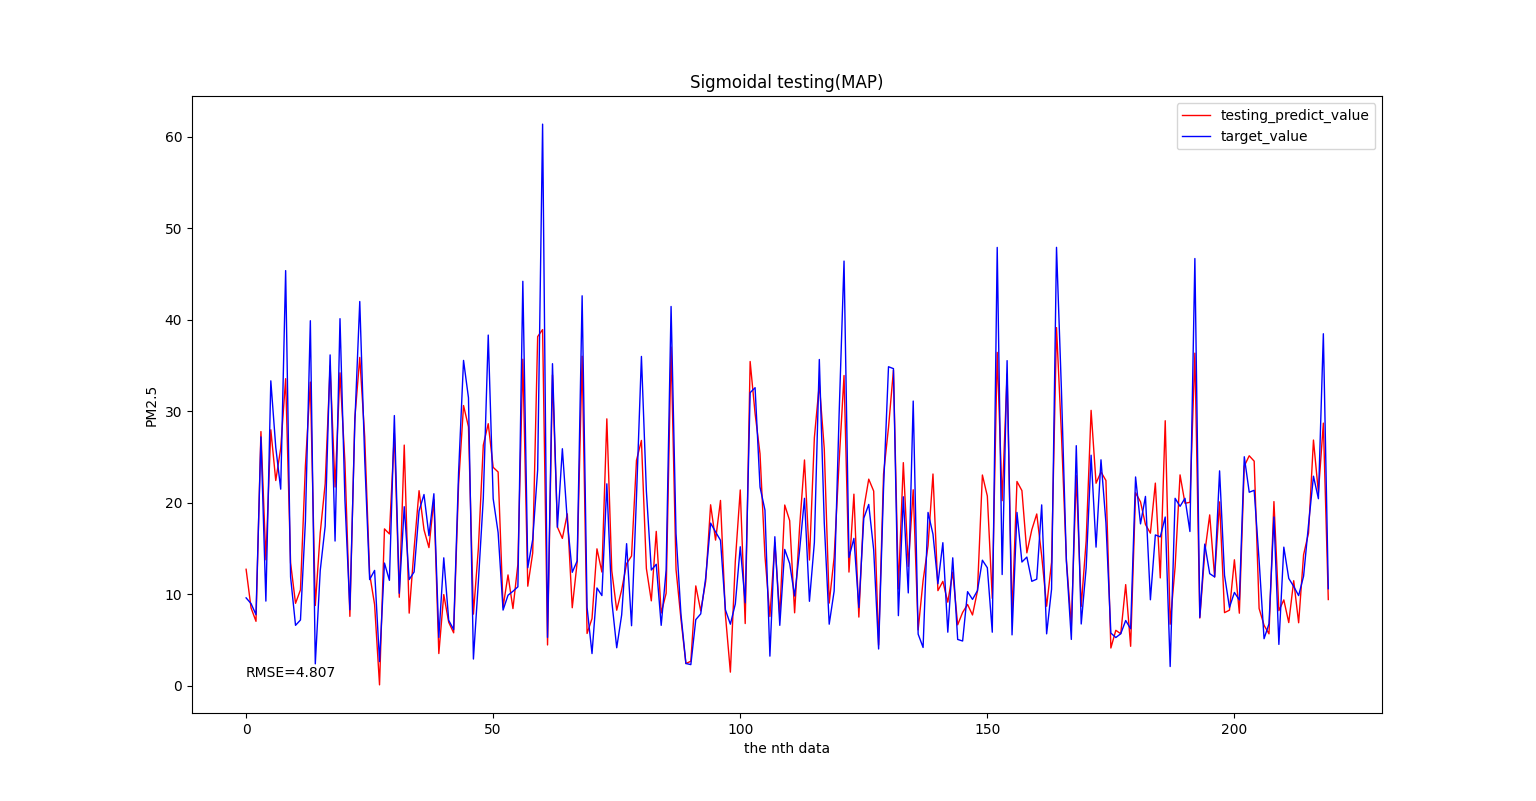 Sigmoidal testing(MAP)
testing_predict_value
target_value
60
50
40
30
20
10
0
PM2.5
RMSE=4.807
0 50 100 150 200
the nth data